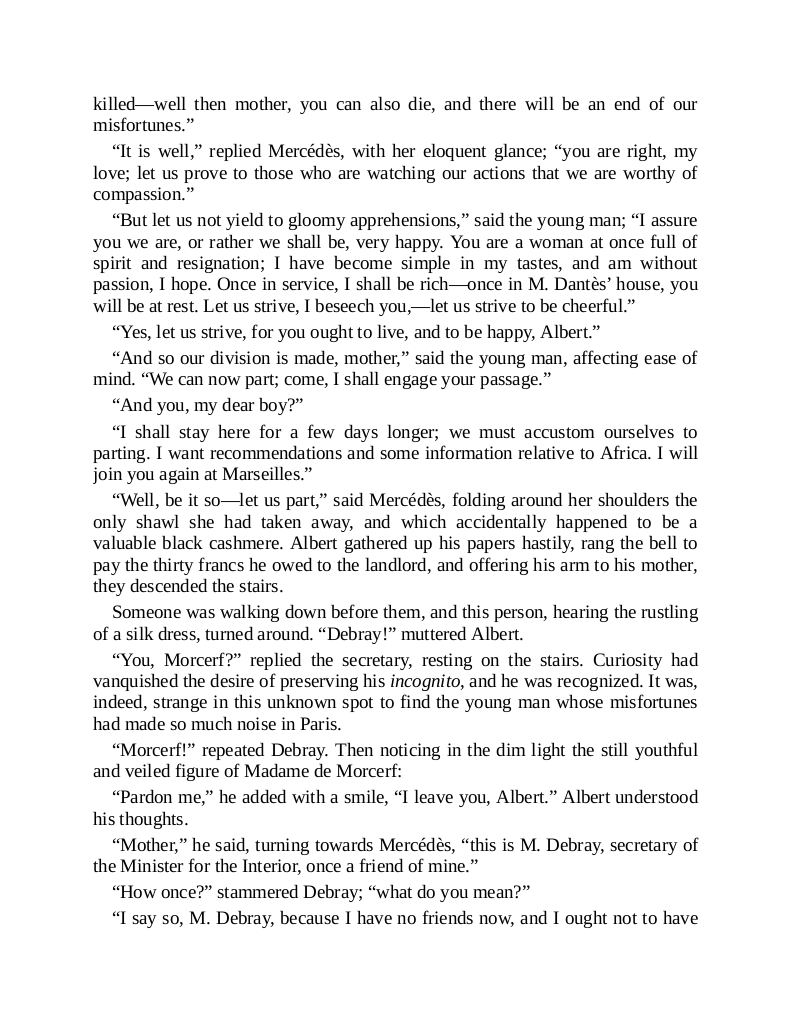 killed—well then mother, you can also die, and there will be an end of our
misfortunes.”
“It is well,” replied Mercédès, with her eloquent glance; “you are right, my
love; let us prove to those who are watching our actions that we are worthy of
compassion.”
“But let us not yield to gloomy apprehensions,” said the young man; “I assure
you we are, or rather we shall be, very happy. You are a woman at once full of
spirit and resignation; I have become simple in my tastes, and am without
passion, I hope. Once in service, I shall be rich—once in M. Dantès’ house, you
will be at rest. Let us strive, I beseech you,—let us strive to be cheerful.”
“Yes, let us strive, for you ought to live, and to be happy, Albert.”
“And so our division is made, mother,” said the young man, affecting ease of
mind. “We can now part; come, I shall engage your passage.”
“And you, my dear boy?”
“I shall stay here for a few days longer; we must accustom ourselves to
parting. I want recommendations and some information relative to Africa. I will
join you again at Marseilles.”
“Well, be it so—let us part,” said Mercédès, folding around her shoulders the
only shawl she had taken away, and which accidentally happened to be a
valuable black cashmere. Albert gathered up his papers hastily, rang the bell to
pay the thirty francs he owed to the landlord, and offering his arm to his mother,
they descended the stairs.
Someone was walking down before them, and this person, hearing the rustling
of a silk dress, turned around. “Debray!” muttered Albert.
“You, Morcerf?” replied the secretary, resting on the stairs. Curiosity had
vanquished the desire of preserving his incognito, and he was recognized. It was,
indeed, strange in this unknown spot to find the young man whose misfortunes
had made so much noise in Paris.
“Morcerf!” repeated Debray. Then noticing in the dim light the still youthful
and veiled figure of Madame de Morcerf:
“Pardon me,” he added with a smile, “I leave you, Albert.” Albert understood
his thoughts.
“Mother,” he said, turning towards Mercédès, “this is M. Debray, secretary of
the Minister for the Interior, once a friend of mine.”
“How once?” stammered Debray; “what do you mean?”
“I say so, M. Debray, because I have no friends now, and I ought not to have